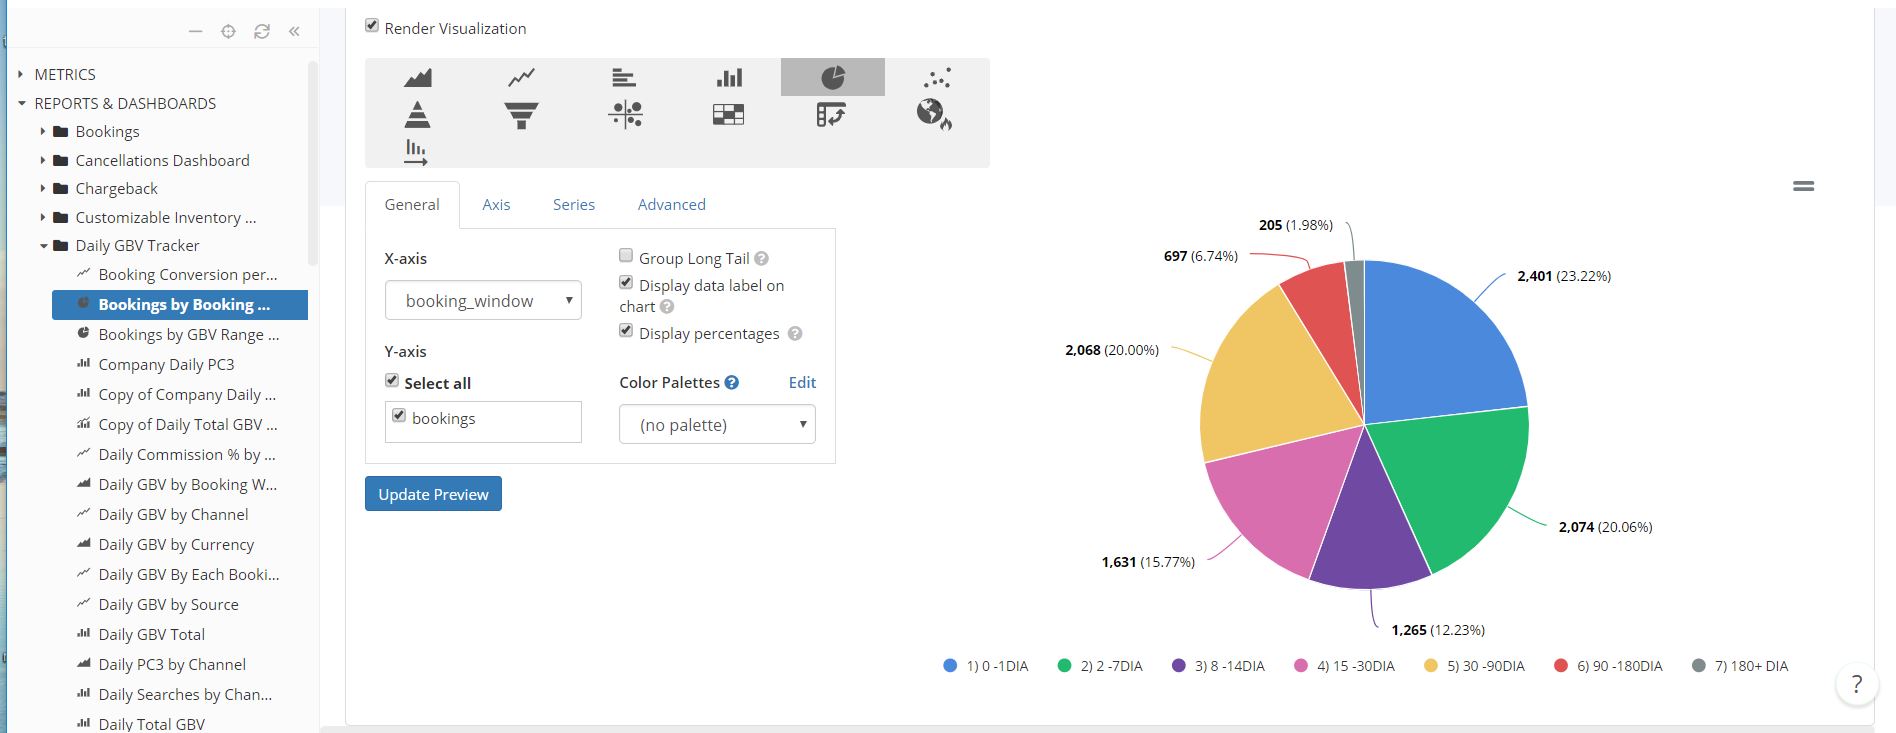 Render Visualization
METRICS
REPORTS & DASHBOARDS
Bookings
Cancellations Dashboard
Chargeback
Customizable Inventory ...
Daily GBV Tracker
Booking Conversion per...
Bookings by Booking ...
Bookings by GBV Range ...
Company Daily PC3
Copy of Company Daily ...
Copy of Daily Total GBV ...
Daily Commission % by ...
Daily GBV by Booking W...
Daily GBV by Channel
Daily GBV by Currency
Daily GBV By Each Booki...
Daily GBV by Source
Daily GBV Total
Daily PC3 by Channel
Daily Searches by Chan...
Daily Total GBV
General Axis Series Advanced
X-axis
booking_window
Y-axis
Select all
bookings
Group Long Tail ?
Display data label on
chart ?
Display percentages ?
Color Palettes ? Edit
(no palette)
Update Preview
205 (1.98%)
697 (6.74%)
2,401 (23.22%)
2,068 (20.00%)
2,074 (20.06%)
1,631 (15.77%)
1,265 (12.23%)
1) 0 -1DIA 2) 2 -7DIA 3) 8 -14DIA 4) 15 -30DIA 5) 30 -90DIA 6) 90 -180DIA 7) 180+ DIA
?